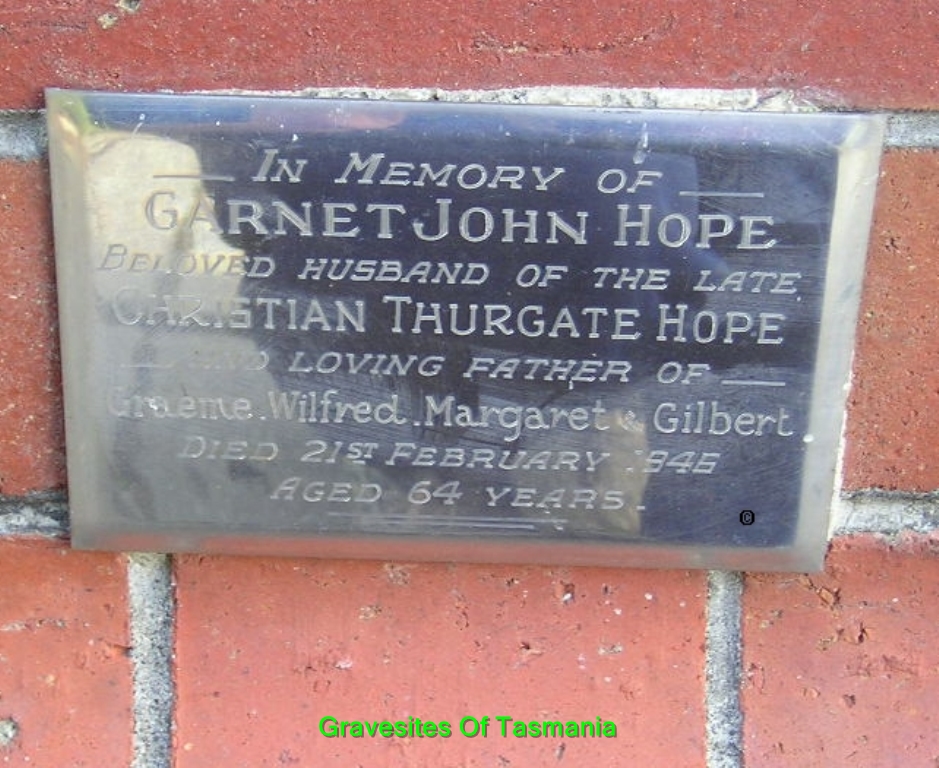 In Memory of
Garnet John Hope
Beloved husband of the late
Christian Thurgate Hope
and loving father of
Graeme. Wilfred. Margaret & Gilbert.
Died 21st February 1946
Aged 64 years.
©
Gravesites Of Tasmania